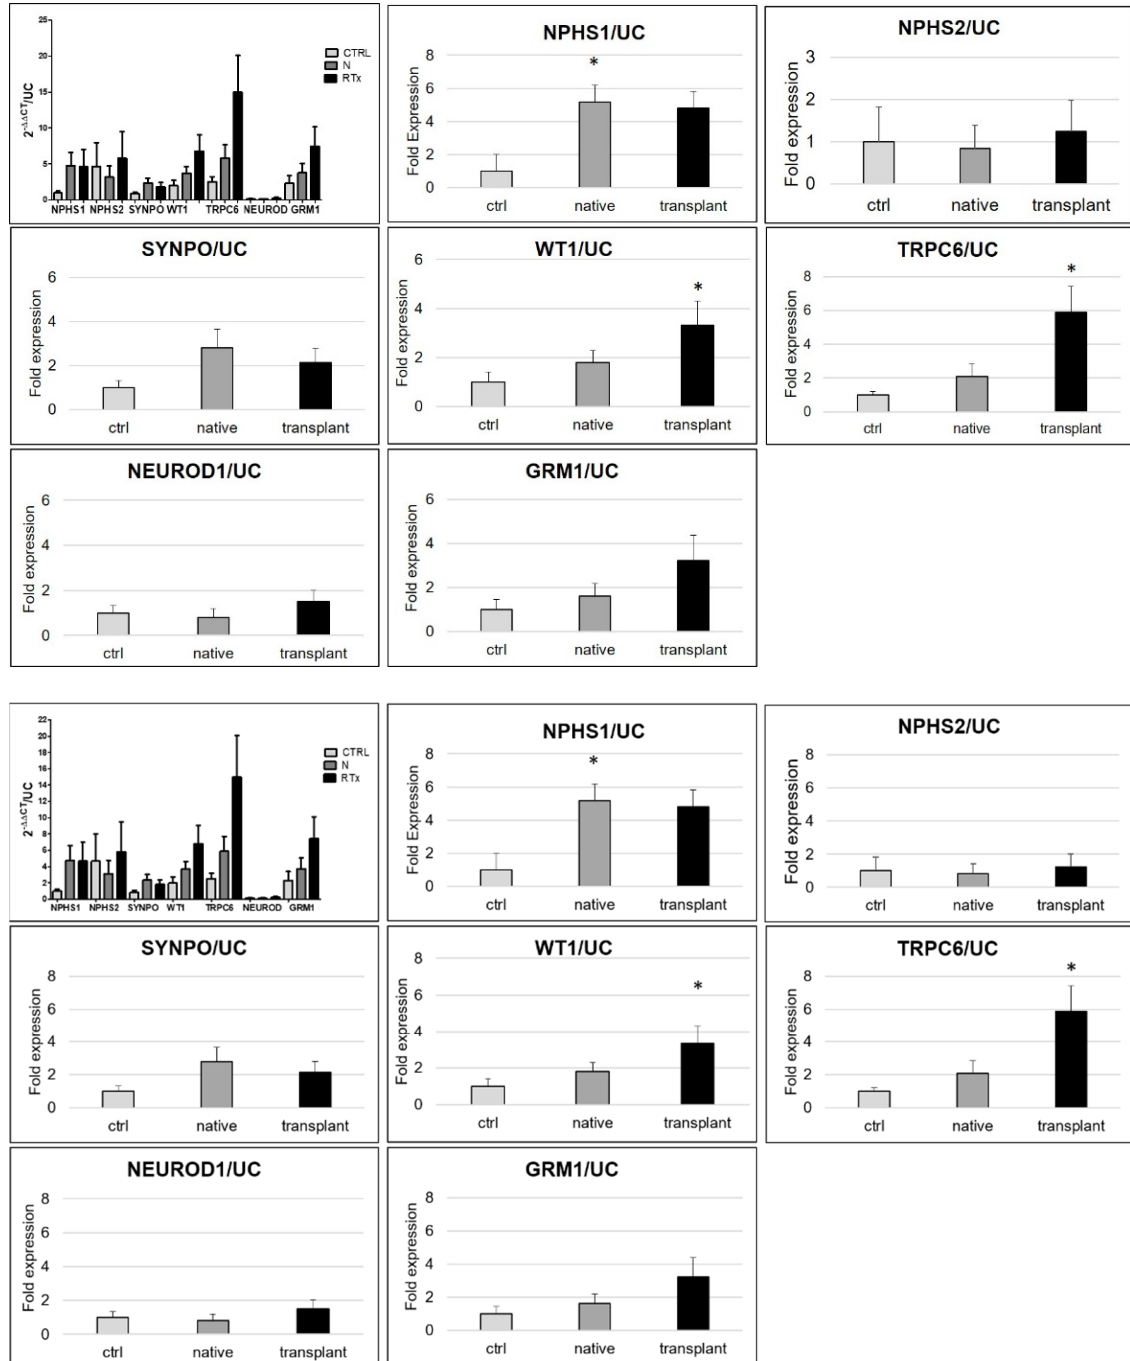 25
20
15
10
5
0
2-ΔΔCT/UC
CTRL
N
RTx
NPHS1 NPHS2 SYNPO WT1 TRPC6 NEUROD GRM1
NPHS1/UC
Fold Expression
8
6
4
2
0
*
ctrl native transplant
NPHS2/UC
Fold expression
3
2
1
0
ctrl native transplant
SYNPO/UC
Fold expression
6
4
2
0
ctrl native transplant
WT1/UC
Fold expression
6
4
2
0
*
ctrl native transplant
TRPC6/UC
Fold expression
8
6
4
2
0
*
ctrl native transplant
NEUROD1/UC
Fold expression
6
4
2
0
ctrl native transplant
GRM1/UC
Fold expression
6
4
2
0
ctrl native transplant
22
20
18
16
14
12
10
8
6
4
2
0
2-ΔΔCT/UC
CTRL
N
RTx
NPHS1 NPHS2 SYNPO WT1 TRPC6 NEUROD GRM1
NPHS1/UC
Fold Expression
8
6
4
2
0
*
ctrl native transplant
NPHS2/UC
Fold expression
8
6
4
2
0
ctrl native transplant
SYNPO/UC
Fold expression
8
6
4
2
0
ctrl native transplant
WT1/UC
Fold expression
8
6
4
2
0
*
ctrl native transplant
TRPC6/UC
Fold expression
8
6
4
2
0
*
ctrl native transplant
NEUROD1/UC
Fold expression
8
6
4
2
0
ctrl native transplant
GRM1/UC
Fold expression
8
6
4
2
0
ctrl native transplant